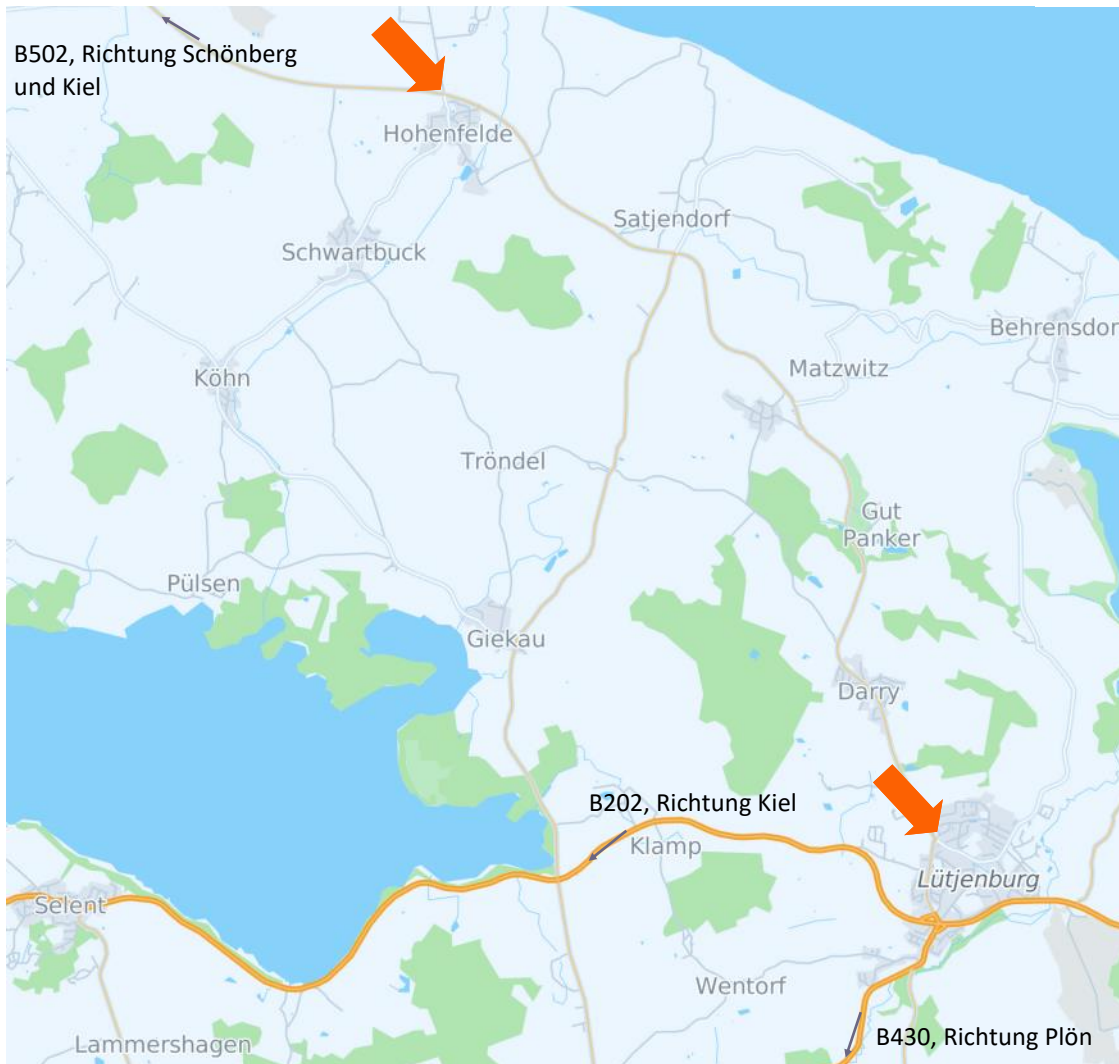 B502, Richtung Schönberg
und Kiel
Hohenfelde
Satjendorf
Schwartbuck
Behrensdor
Matzwitz
Köhn
Tröndel
Gut
Panker
Pülsen
Giekau
Darry
B202, Richtung Kiel
Klamp
Lütjenburg
Selent
Wentorf
B430, Richtung Plön
Lammershagen